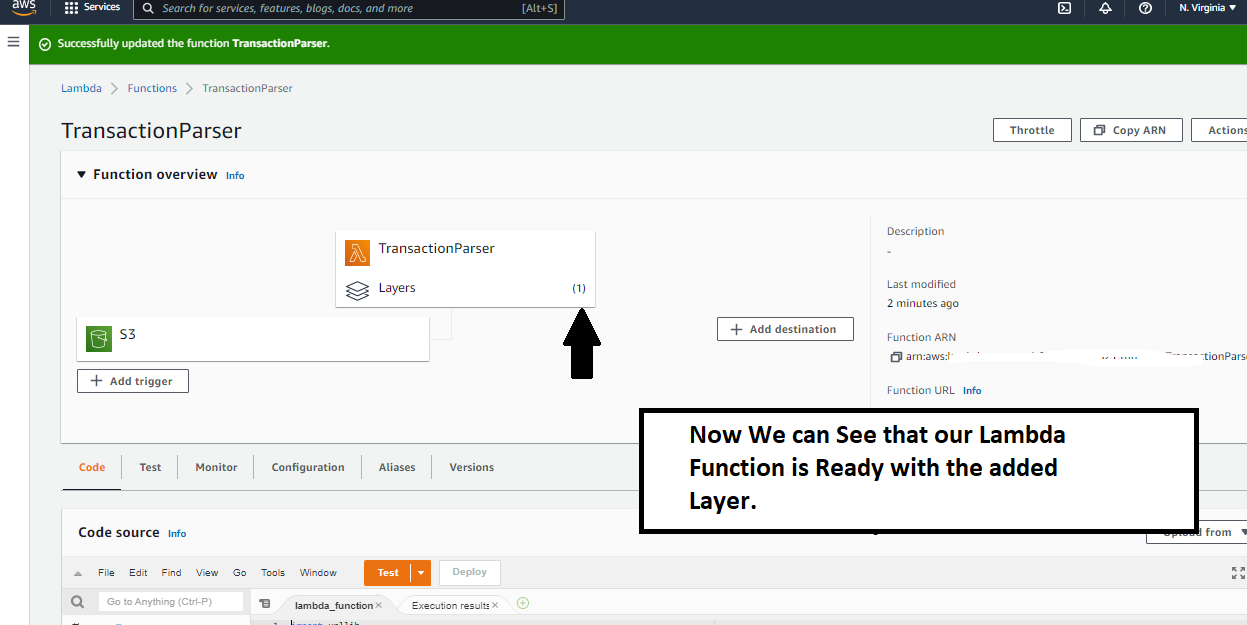 aws
Services
Search for services, features, blogs, docs, and more
[Alt+S]
N. Virginia
Successfully updated the function TransactionParser.
Lambda > Functions > TransactionParser
TransactionParser
Throttle
Copy ARN
Actions
Function overview Info
TransactionParser
Layers (1)
S3
+ Add trigger
+ Add destination
Description
-
Last modified
2 minutes ago
Function ARN
arn:aws:
Function URL Info
Now We can See that our Lambda
Function is Ready with the added
Layer.
Code
Test
Monitor
Configuration
Aliases
Versions
Code source Info
Upload from
File Edit Find View Go Tools Window
Test
Deploy
Go to Anything (Ctrl-P)
lambda_function ×
Execution results ×
1 import urllib